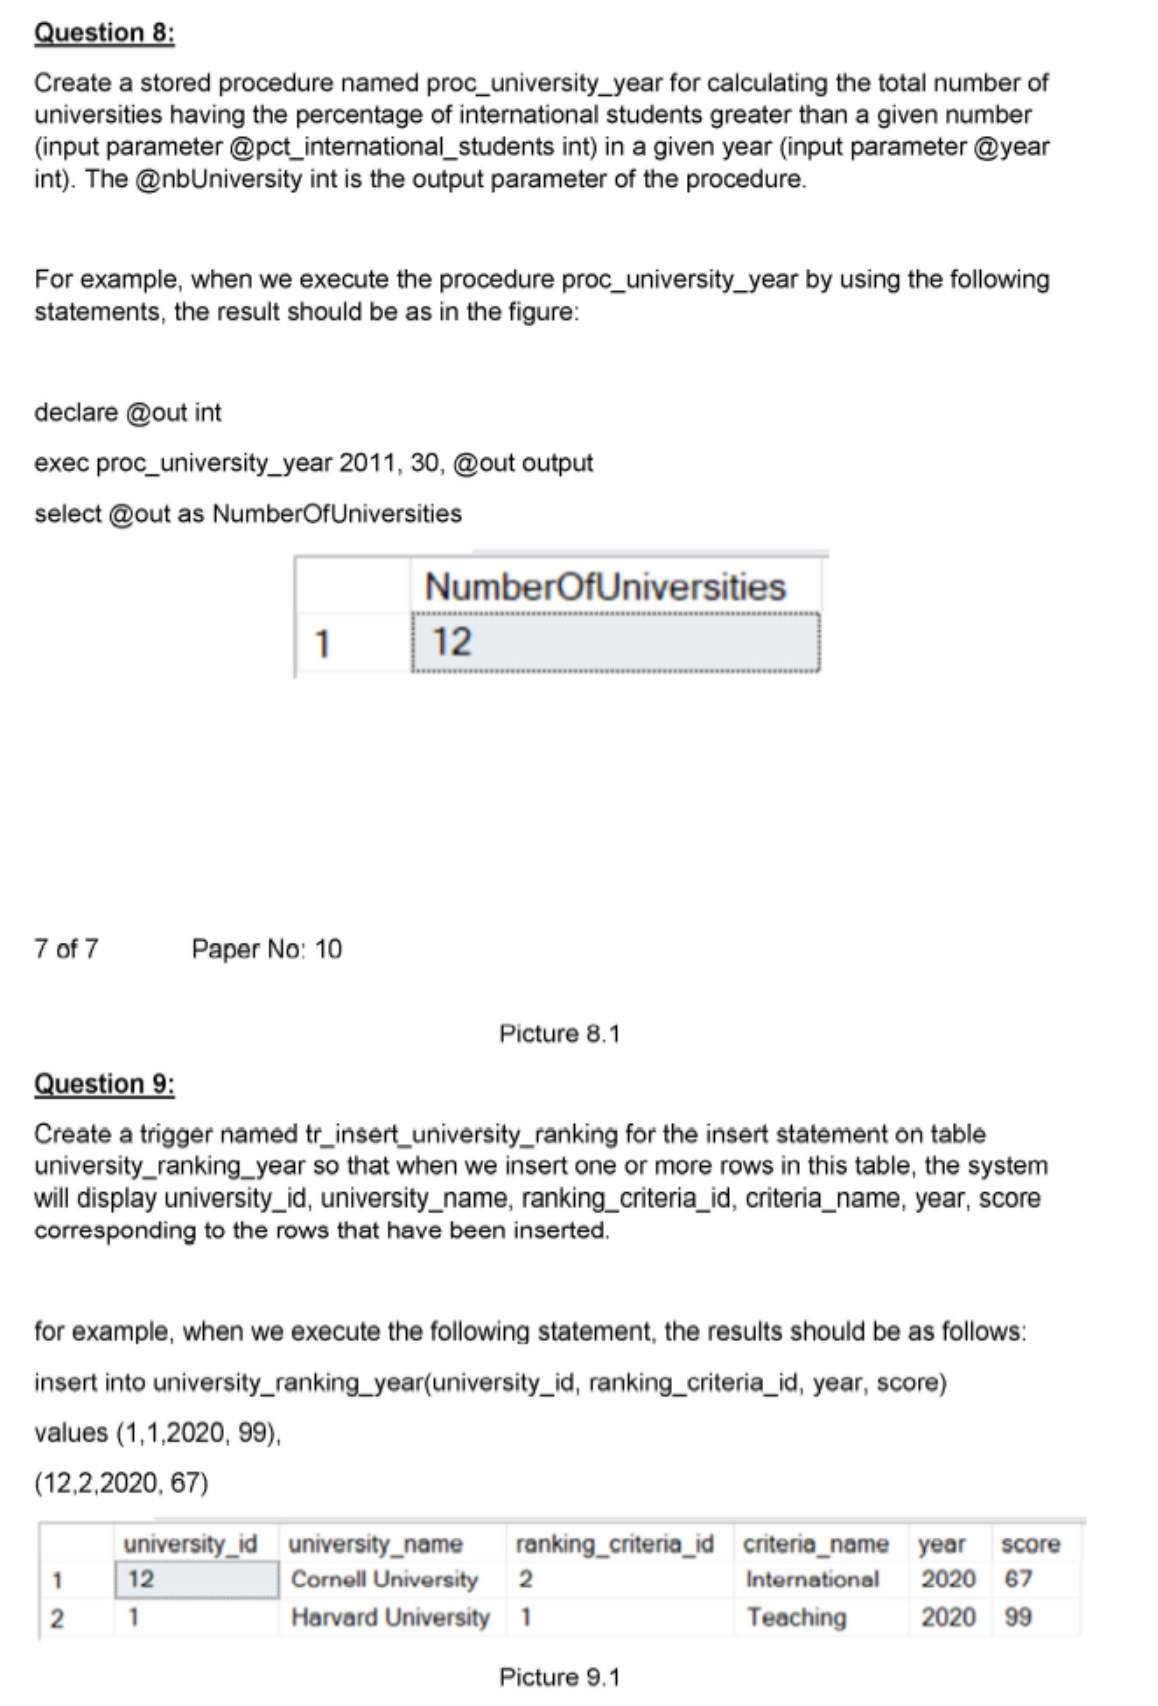 Question 8:
Create a stored procedure named proc_university_year for calculating the total number of
universities having the percentage of international students greater than a given number
(input parameter @pct_international_students int) in a given year (input parameter @year
int). The @nbUniversity int is the output parameter of the procedure.
For example, when we execute the procedure proc_university_year by using the following
statements, the result should be as in the figure:
declare @out int
exec proc_university_year 2011, 30, @out output
select @out as NumberOfUniversities
NumberOfUniversities
1 12
7 of 7 Paper No: 10
Picture 8.1
Question 9:
Create a trigger named tr_insert_university_ranking for the insert statement on table
university_ranking_year so that when we insert one or more rows in this table, the system
will display university_id, university_name, ranking_criteria_id, criteria_name, year, score
corresponding to the rows that have been inserted.
for example, when we execute the following statement, the results should be as follows:
insert into university_ranking_year(university_id, ranking_criteria_id, year, score)
values (1,1,2020, 99),
(12,2,2020, 67)
university_id university_name ranking_criteria_id criteria_name year score
1 12 Cornell University 2 International 2020 67
2 1 Harvard University 1 Teaching 2020 99
Picture 9.1